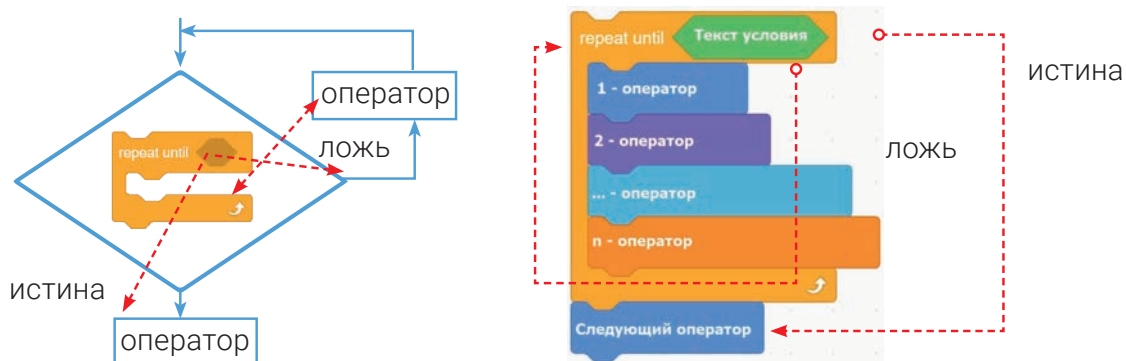 оператор
repeat until
ложь
истина
оператор
repeat until Текст условия
истина
1 - оператор
2 - оператор
ложь
... - оператор
n - оператор
Следующий оператор